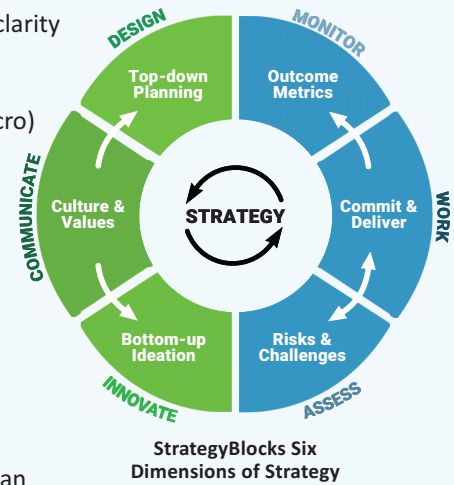 clarity
cro)
an
DESIGN
MONITOR
Top-down
Planning
Outcome
Metrics
COMMUNICATE
Culture &
Values
STRATEGY
Commit &
Deliver
WORK
Bottom-up
Ideation
Risks &
Challenges
INNOVATE
ASSESS
StrategyBlocks Six
Dimensions of Strategy